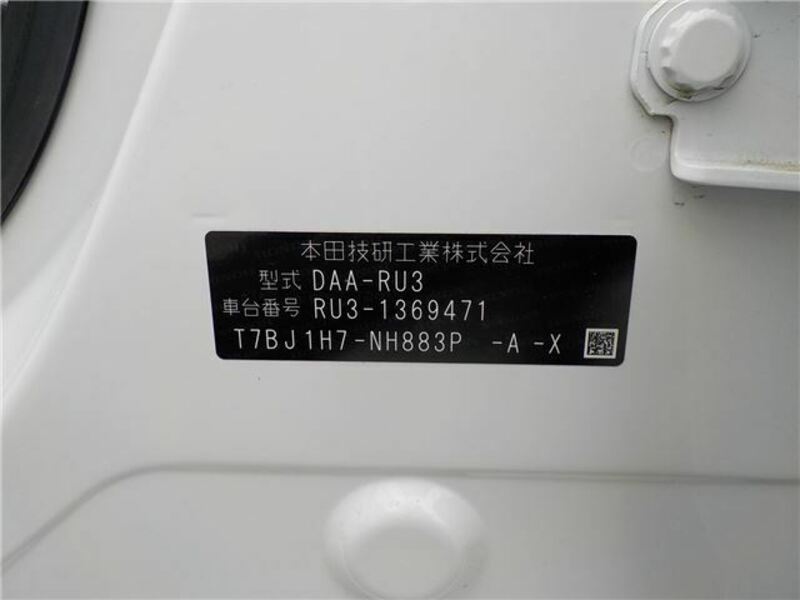 本田技研工業株式会社
型式 DAA-RU3
車台番号 RU3-1369471
T7BJ1H7-NH883P -A -X